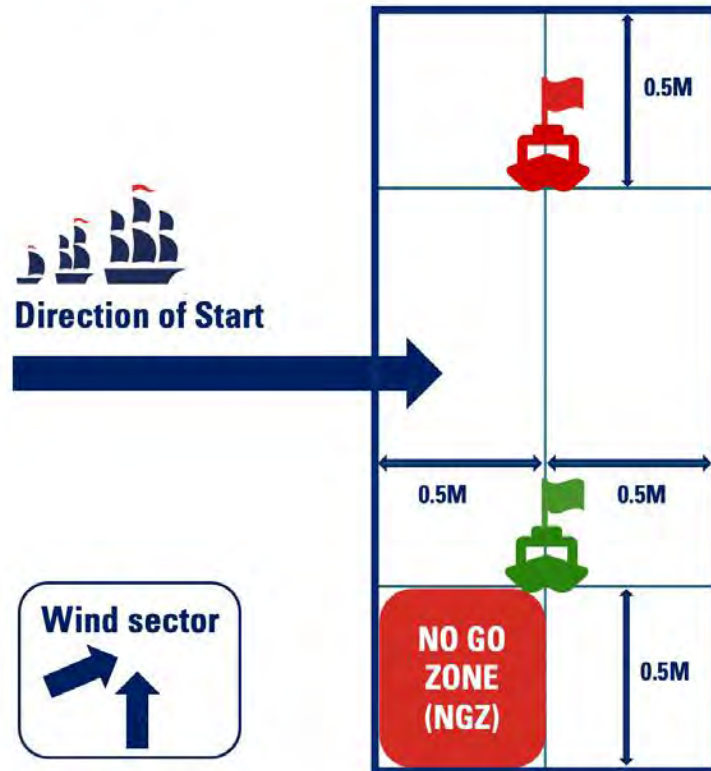 0.5M
Direction of Start
0.5M
0.5M
Wind sector
NO GO
ZONE
(NGZ)
0.5M